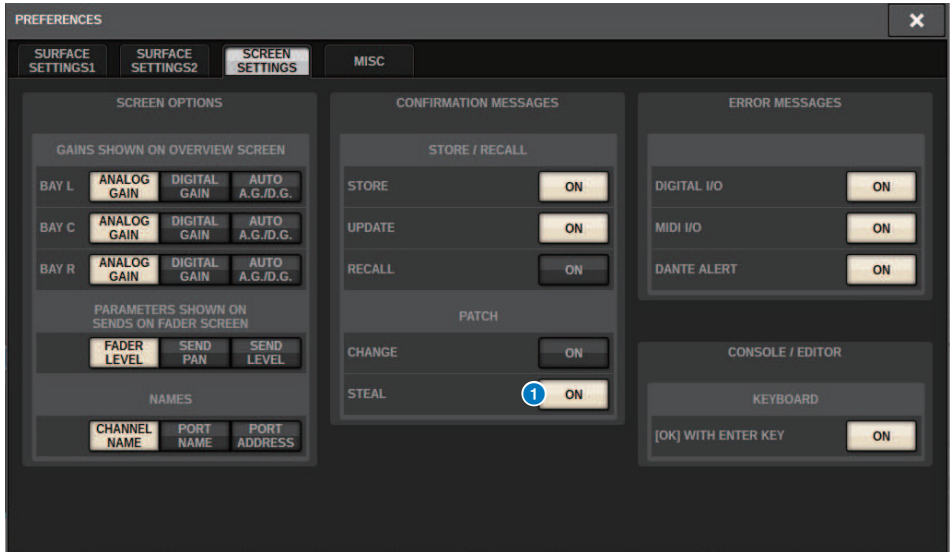 PREFERENCES
SURFACE
SETTINGS1
SURFACE
SETTINGS2
SCREEN
SETTINGS
MISC
SCREEN OPTIONS
GAINS SHOWN ON OVERVIEW SCREEN
BAY L
ANALOG
GAIN
DIGITAL
GAIN
AUTO
A.G./D.G.
BAY C
ANALOG
GAIN
DIGITAL
GAIN
AUTO
A.G./D.G.
BAY R
ANALOG
GAIN
DIGITAL
GAIN
AUTO
A.G./D.G.
PARAMETERS SHOWN ON
SENDS ON FADER SCREEN
FADER
LEVEL
SEND
PAN
SEND
LEVEL
NAMES
CHANNEL
NAME
PORT
NAME
PORT
ADDRESS
CONFIRMATION MESSAGES
STORE / RECALL
STORE
ON
UPDATE
ON
RECALL
ON
PATCH
CHANGE
ON
STEAL
1
ON
ERROR MESSAGES
DIGITAL I/O
ON
MIDI I/O
ON
DANTE ALERT
ON
CONSOLE / EDITOR
KEYBOARD
[OK] WITH ENTER KEY
ON